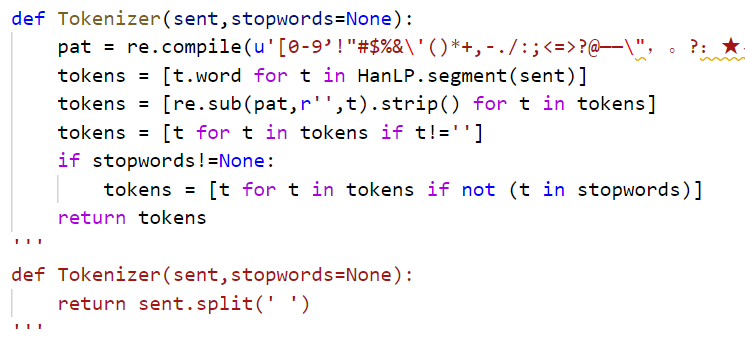 def Tokenizer(sent,stopwords=None):
    pat = re.compile(u'[0-9’!"#$%&\'()*+,-./:;<=>?@——\"，。?：★
    tokens = [t.word for t in HanLP.segment(sent)]
    tokens = [re.sub(pat,r'',t).strip() for t in tokens]
    tokens = [t for t in tokens if t!='']
    if stopwords!=None:
        tokens = [t for t in tokens if not (t in stopwords)]
    return tokens
'''
def Tokenizer(sent,stopwords=None):
    return sent.split(' ')
'''